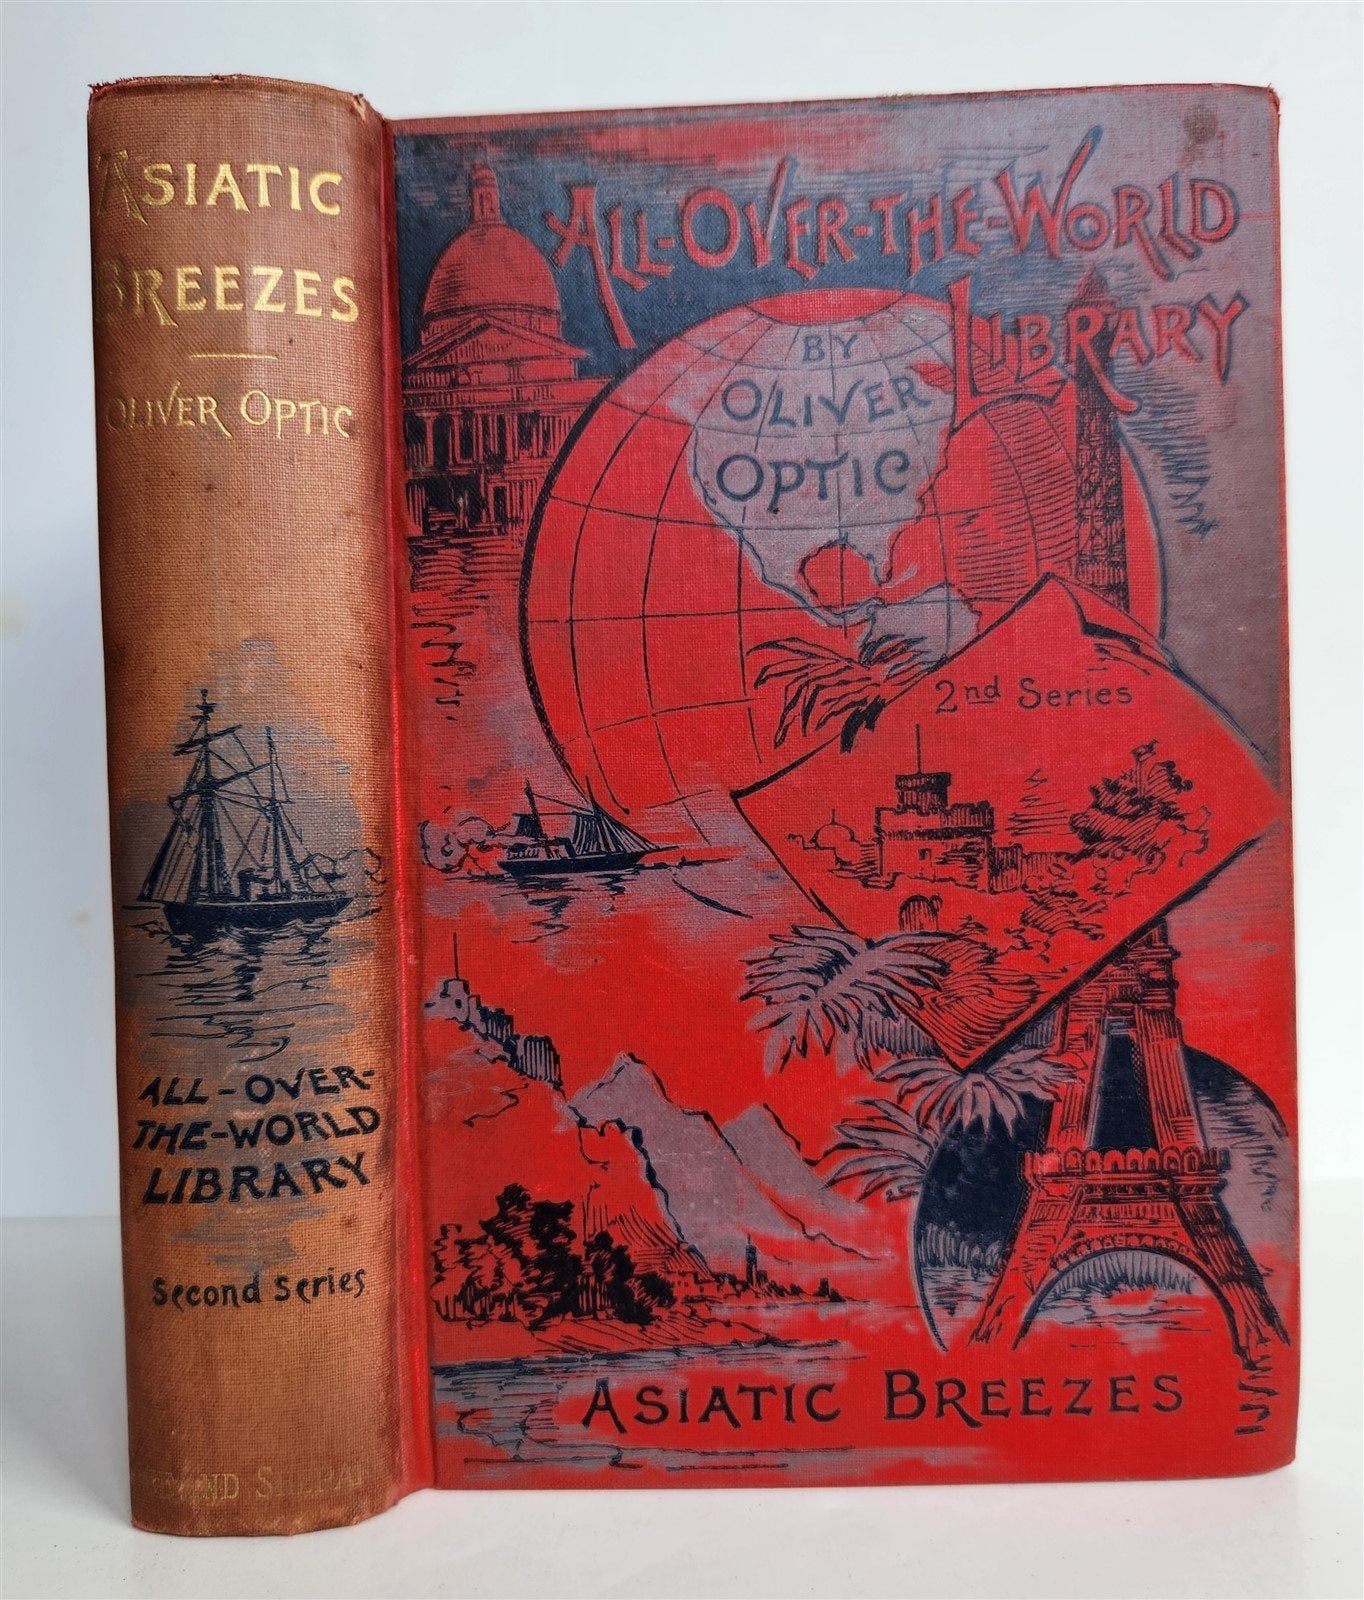 ASIATIC
BREEZES
OLIVER OPTIC
ALL-OVER-
THE-WORLD
LIBRARY
Second Series
AND
ALL-OVER-THE-WORLD
LIBRARY
BY
OLIVER
OPTIC
2nd Series
ASIATIC BREEZES